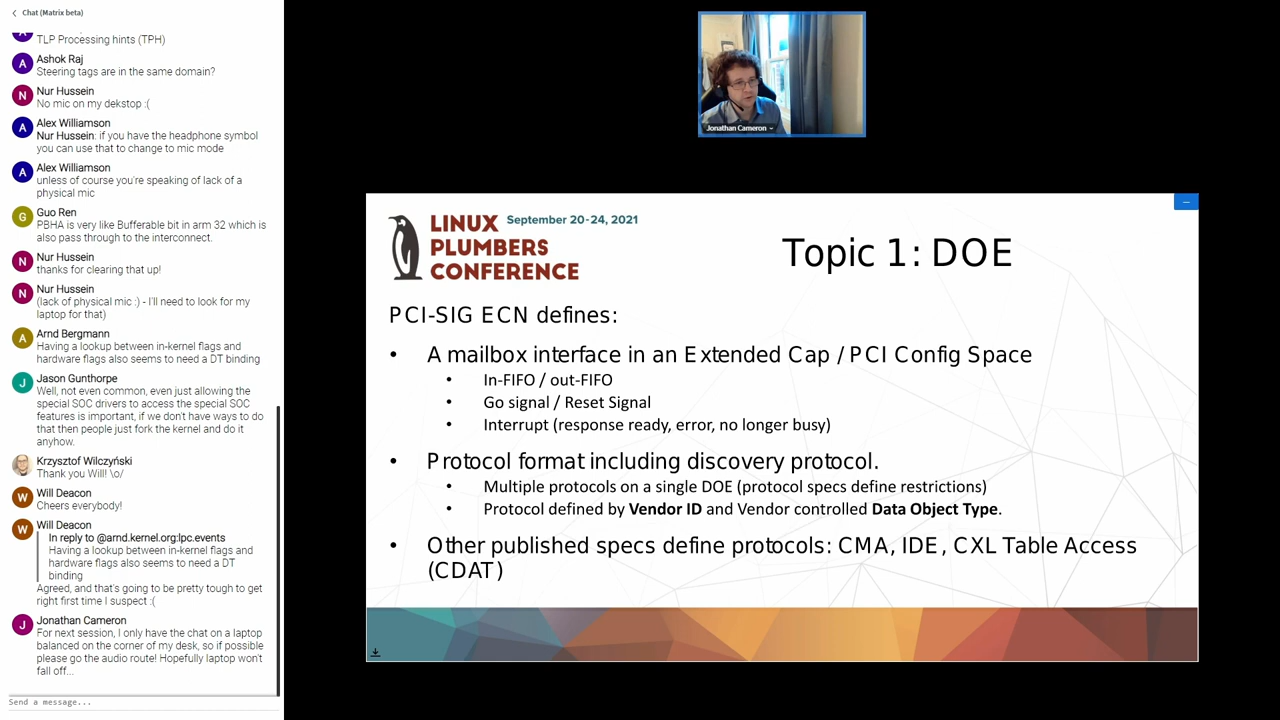 Chat (Matrix beta)
TLP Processing hints (TPH)
Ashok Raj
Steering tags are in the same domain?
Nur Hussein
No mic on my dekstop :(
Alex Williamson
Nur Hussein: if you have the headphone symbol
you can use that to change to mic mode
Alex Williamson
unless of course you're speaking of lack of a
physical mic
Guo Ren
PBHA is very like Bufferable bit in arm 32 which is
also pass through to the interconnect.
Nur Hussein
thanks for clearing that up!
Nur Hussein
(lack of physical mic :) - I'll need to look for my
laptop for that)
Arnd Bergmann
Having a lookup between in-kernel flags and
hardware flags also seems to need a DT binding
Jason Gunthorpe
Well, not even common, even just allowing the
special SOC drivers to access the special SOC
features is important, if we don't have ways to do
that then people just fork the kernel and do it
anyhow.
Krzysztof Wilczyński
Thank you Will! \o/
Will Deacon
Cheers everybody!
Will Deacon
In reply to @arnd.kernel.org:lpc.events
Having a lookup between in-kernel flags and
hardware flags also seems to need a DT
binding
Agreed, and that's going to be pretty tough to get
right first time I suspect :(
Jonathan Cameron
For next session, I only have the chat on a laptop
balanced on the corner of my desk, so if possible
please go the audio route! Hopefully laptop won't
fall off...
Send a message...
Jonathan Cameron
LINUX September 20-24, 2021
PLUMBERS
CONFERENCE
Topic 1: DOE
PCI-SIG ECN defines:
• A mailbox interface in an Extended Cap / PCI Config Space
• In-FIFO / out-FIFO
• Go signal / Reset Signal
• Interrupt (response ready, error, no longer busy)
• Protocol format including discovery protocol.
• Multiple protocols on a single DOE (protocol specs define restrictions)
• Protocol defined by Vendor ID and Vendor controlled Data Object Type.
• Other published specs define protocols: CMA, IDE, CXL Table Access
(CDAT)